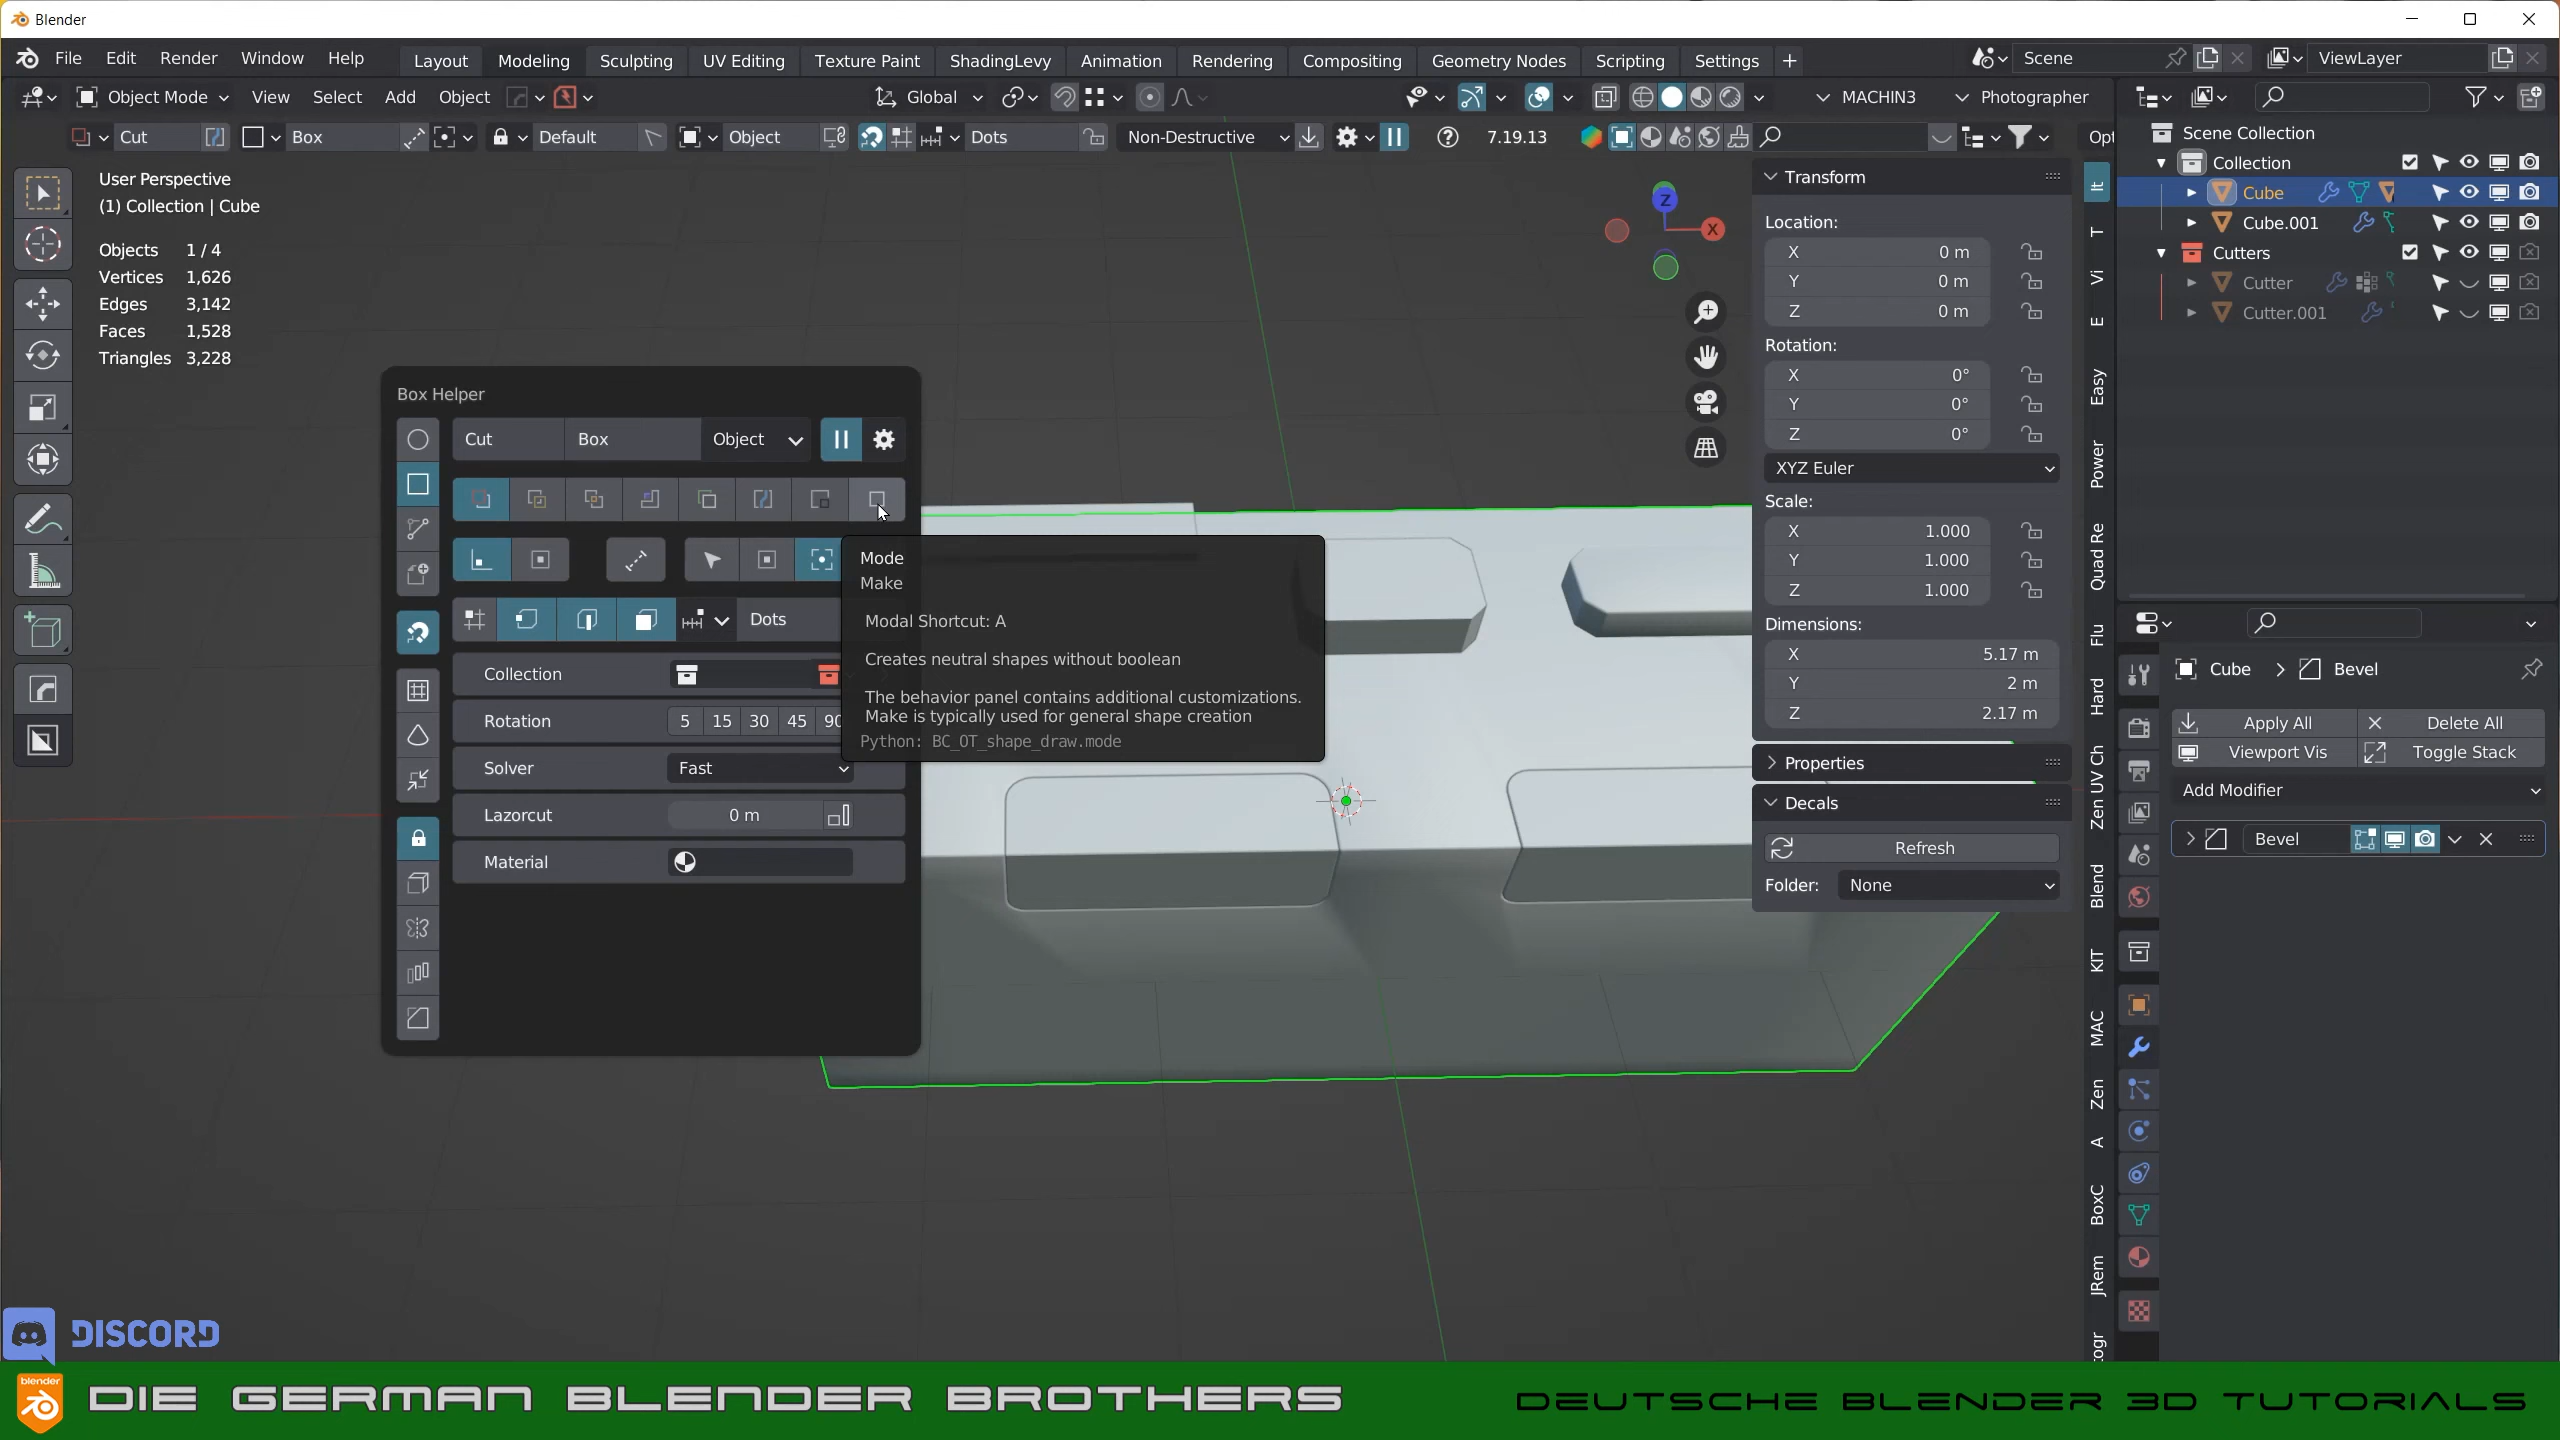 Blender
File Edit Render Window Help Layout Modeling Sculpting UV Editing Texture Paint ShadingLevy Animation Rendering Compositing Geometry Nodes Scripting Settings + Scene ViewLayer
Object Mode View Select Add Object Global MACHIN3 Photographer
Cut Box Default Object Dots Non-Destructive 7.19.13 Opt
User Perspective
(1) Collection | Cube
Objects 1 / 4
Vertices 1,626
Edges 3,142
Faces 1,528
Triangles 3,228
Box Helper
Cut Box Object
Dots
Collection
Rotation 5 15 30 45 90
Solver Fast
Lazorcut 0 m
Material
Mode
Make
Modal Shortcut: A
Creates neutral shapes without boolean
The behavior panel contains additional customizations.
Make is typically used for general shape creation
Python: BC_OT_shape_draw.mode
Z
X
Transform
Location:
X 0 m
Y 0 m
Z 0 m
Rotation:
X 0°
Y 0°
Z 0°
XYZ Euler
Scale:
X 1.000
Y 1.000
Z 1.000
Dimensions:
X 5.17 m
Y 2 m
Z 2.17 m
Properties
Decals
Refresh
Folder: None
It
T
Vi
E
Easy
Power
Quad Re
Flu
Hard
Zen UV Ch
Blend
KIT
MAC
Zen
A
BoxC
JRem
ogr
Scene Collection
Collection
Cube
Cube.001
Cutters
Cutter
Cutter.001
Cube > Bevel
Apply All Delete All
Viewport Vis Toggle Stack
Add Modifier
Bevel
DISCORD
blender
DIE GERMAN BLENDER BROTHERS
DEUTSCHE BLENDER 3D TUTORIALS